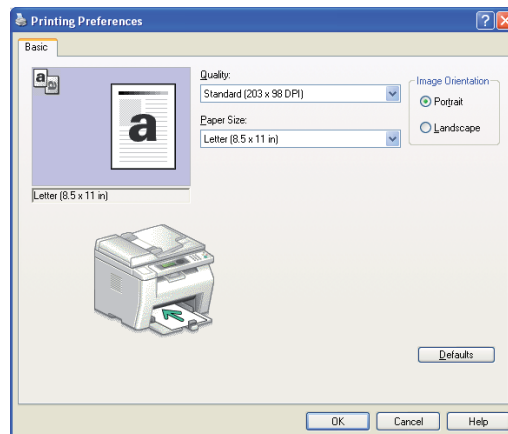 Printing Preferences
Basic
a
a
a
Quality:
Standard (203 x 98 DPI)
Image Orientation
Portrait
Landscape
Paper Size:
Letter (8.5 x 11 in)
Letter (8.5 x 11 in)
Defaults
OK
Cancel
Help